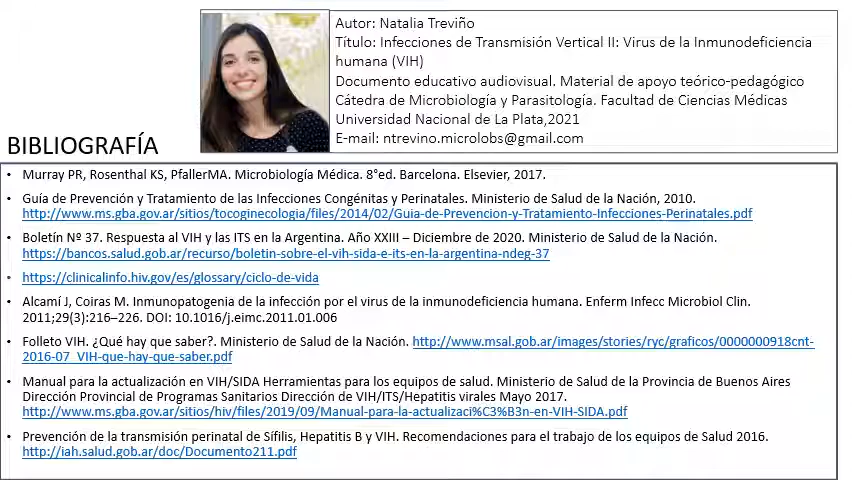 Autor: Natalia Treviño
Título: Infecciones de Transmisión Vertical II: Virus de la Inmunodeficiencia
humana (VIH)
Documento educativo audiovisual. Material de apoyo teórico-pedagógico
Cátedra de Microbiología y Parasitología. Facultad de Ciencias Médicas
Universidad Nacional de La Plata,2021
E-mail: ntrevino.microlobs@gmail.com
BIBLIOGRAFÍA
• Murray PR, Rosenthal KS, PfallerMA. Microbiología Médica. 8°ed. Barcelona. Elsevier, 2017.
• Guía de Prevención y Tratamiento de las Infecciones Congénitas y Perinatales. Ministerio de Salud de la Nación, 2010.
http://www.ms.gba.gov.ar/sitios/tocoginecologia/files/2014/02/Guia-de-Prevencion-y-Tratamiento-Infecciones-Perinatales.pdf
• Boletín Nº 37. Respuesta al VIH y las ITS en la Argentina. Año XXIII – Diciembre de 2020. Ministerio de Salud de la Nación.
https://bancos.salud.gob.ar/recurso/boletin-sobre-el-vih-sida-e-its-en-la-argentina-ndeg-37
• https://clinicalinfo.hiv.gov/es/glossary/ciclo-de-vida
• Alcamí J, Coiras M. Inmunopatogenia de la infección por el virus de la inmunodeficiencia humana. Enferm Infecc Microbiol Clin.
2011;29(3):216–226. DOI: 10.1016/j.eimc.2011.01.006
• Folleto VIH. ¿Qué hay que saber?. Ministerio de Salud de la Nación. http://www.msal.gob.ar/images/stories/ryc/graficos/0000000918cnt-
2016-07_VIH-que-hay-que-saber.pdf
• Manual para la actualización en VIH/SIDA Herramientas para los equipos de salud. Ministerio de Salud de la Provincia de Buenos Aires
Dirección Provincial de Programas Sanitarios Dirección de VIH/ITS/Hepatitis virales Mayo 2017.
http://www.ms.gba.gov.ar/sitios/hiv/files/2019/09/Manual-para-la-actualizaci%C3%B3n-en-VIH-SIDA.pdf
• Prevención de la transmisión perinatal de Sífilis, Hepatitis B y VIH. Recomendaciones para el trabajo de los equipos de Salud 2016.
http://iah.salud.gob.ar/doc/Documento211.pdf